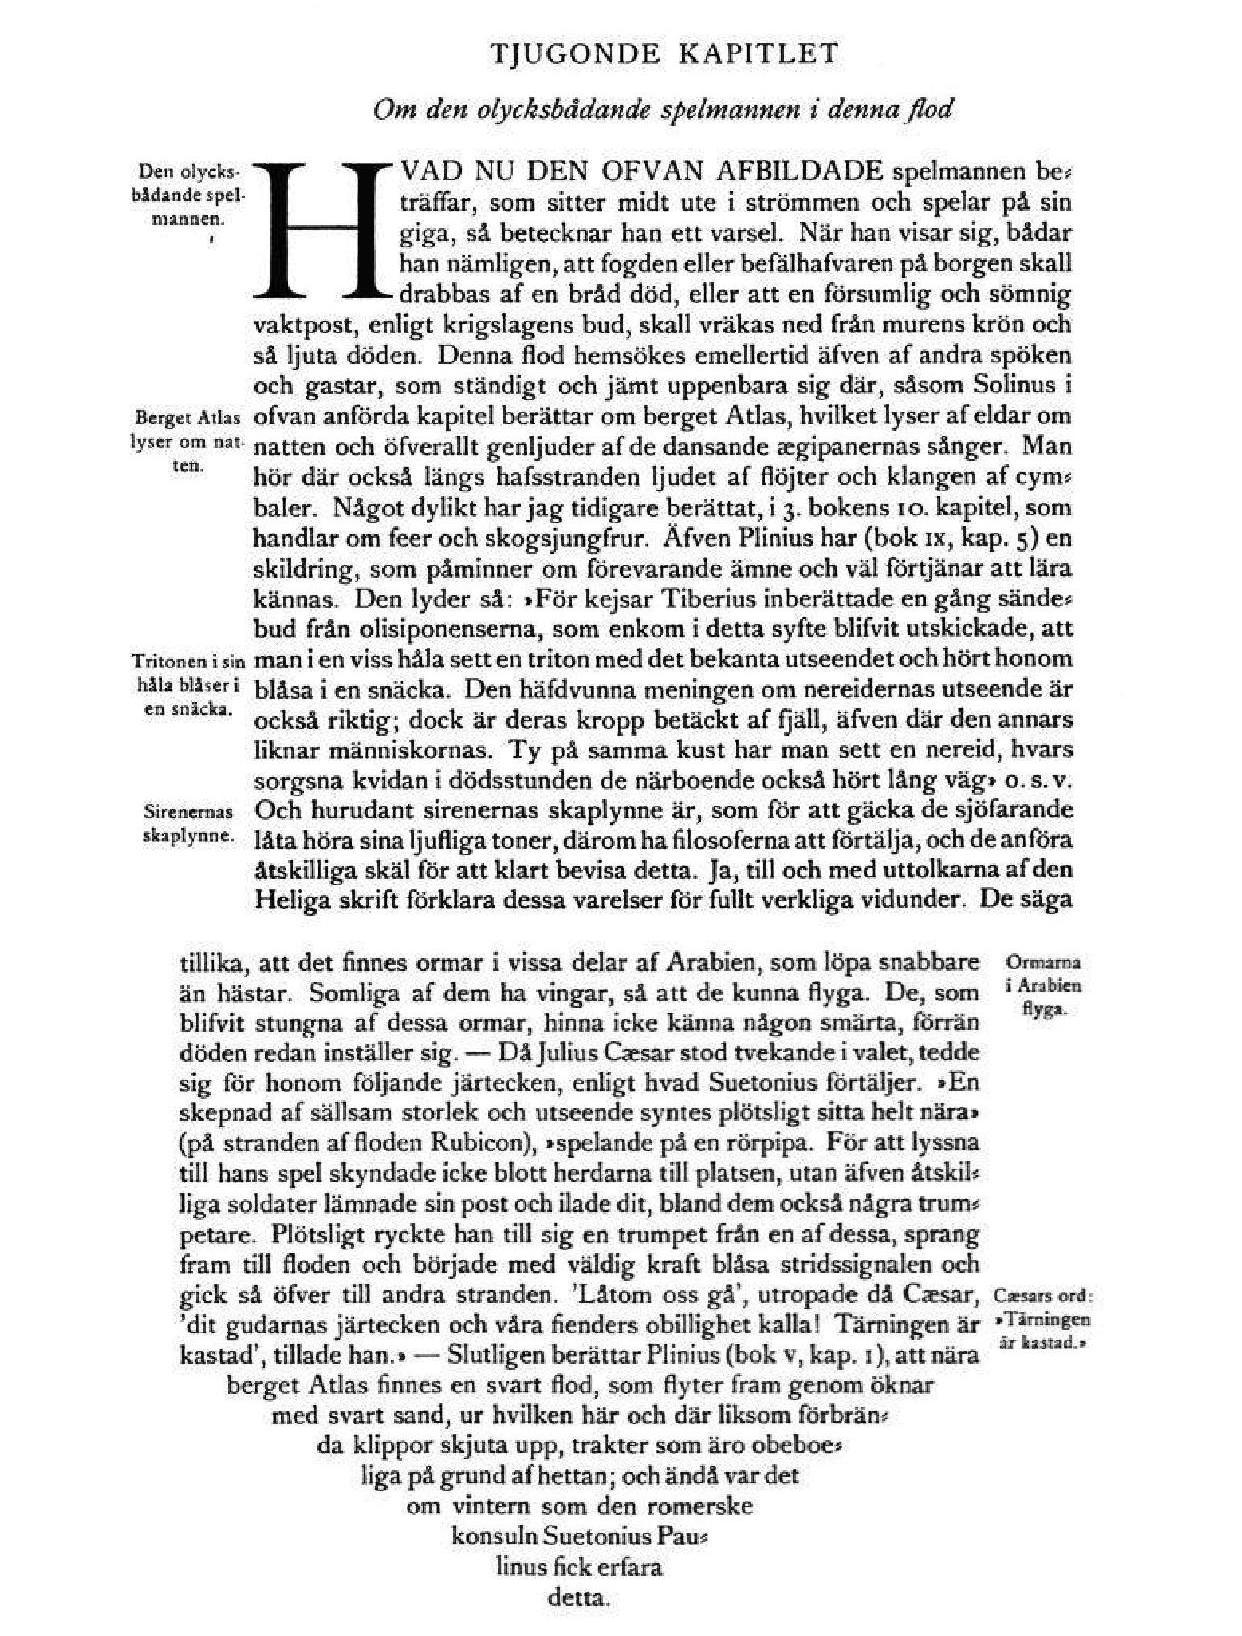 TJUGONDE KAPITLET
Om den olycksbådande spelmannen i denna flod
Den olycks-
bådande spel-
mannen.
HVAD NU DEN OFVAN AFBILDADE spelmannen be-
träffar, som sitter midt ute i strömmen och spelar på sin
giga, så betecknar han ett varsel. När han visar sig, bådar
han nämligen, att fogden eller befälhafvaren på borgen skall
drabbas af en bråd död, eller att en försumlig och sömnig
vaktpost, enligt krigslagens bud, skall vräkas ned från murens krön och
så ljuta döden. Denna flod hemsökes emellertid äfven af andra spöken
och gastar, som ständigt och jämt uppenbara sig där, såsom Solinus i
Berget Atlas
lyser om nat-
ten.
ofvan anförda kapitel berättar om berget Atlas, hvilket lyser af eldar om
natten och öfverallt genljuder af de dansande ægipanernas sånger. Man
hör där också längs hafsstranden ljudet af flöjter och klangen af cym-
baler. Något dylikt har jag tidigare berättat, i 3. bokens 10. kapitel, som
handlar om feer och skogsjungfrur. Äfven Plinius har (bok IX, kap. 5) en
skildring, som påminner om förevarande ämne och väl förtjänar att lära
kännas. Den lyder så: »För kejsar Tiberius inberättade en gång sände-
bud från olisiponenserna, som enkom i detta syfte blifvit utskickade, att
Tritonen i sin
håla blåser i
en snäcka.
man i en viss håla sett en triton med det bekanta utseendet och hört honom
blåsa i en snäcka. Den häfdvunna meningen om nereidernas utseende är
också riktig; dock är deras kropp betäckt af fjäll, äfven där den annars
liknar människornas. Ty på samma kust har man sett en nereid, hvars
sorgsna kvidan i dödsstunden de närboende också hört lång väg» o. s. v.
Sirenernas
skaplynne.
Och hurudant sirenernas skaplynne är, som för att gäcka de sjöfarande
låta höra sina ljufliga toner, därom ha filosoferna att förtälja, och de anföra
åtskilliga skäl för att klart bevisa detta. Ja, till och med uttolkarna af den
Heliga skrift förklara dessa varelser för fullt verkliga vidunder. De säga
tillika, att det finnes ormar i vissa delar af Arabien, som löpa snabbare
än hästar. Somliga af dem ha vingar, så att de kunna flyga. De, som
blifvit stungna af dessa ormar, hinna icke känna någon smärta, förrän
Ormarna
i Arabien
flyga.
döden redan inställer sig. — Då Julius Cæsar stod tvekande i valet, tedde
sig för honom följande järtecken, enligt hvad Suetonius förtäljer. »En
skepnad af sällsam storlek och utseende syntes plötsligt sitta helt nära»
(på stranden af floden Rubicon), »spelande på en rörpipa. För att lyssna
till hans spel skyndade icke blott herdarna till platsen, utan äfven åtskil-
liga soldater lämnade sin post och ilade dit, bland dem också några trum-
petare. Plötsligt ryckte han till sig en trumpet från en af dessa, sprang
fram till floden och började med väldig kraft blåsa stridssignalen och
gick så öfver till andra stranden. 'Låtom oss gå', utropade då Cæsar,
'dit gudarnas järtecken och våra fienders obillighet kalla! Tärningen är
kastad', tillade han.» — Slutligen berättar Plinius (bok V, kap. 1), att nära
Cæsars ord:
»Tärningen
är kastad.»
berget Atlas finnes en svart flod, som flyter fram genom öknar
med svart sand, ur hvilken här och där liksom förbrän-
da klippor skjuta upp, trakter som äro obeboe-
liga på grund af hettan; och ändå var det
om vintern som den romerske
konsuln Suetonius Pau-
linus fick erfara
detta.